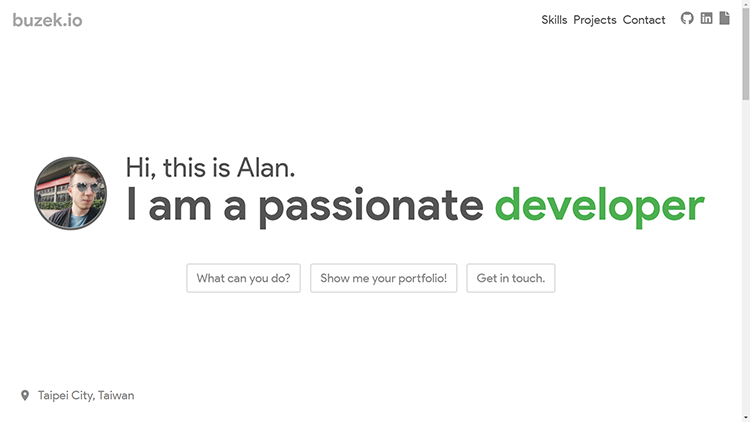 buzek.io
Skills Projects Contact
Hi, this is Alan.
I am a passionate developer
What can you do?
Show me your portfolio!
Get in touch.
Taipei City, Taiwan